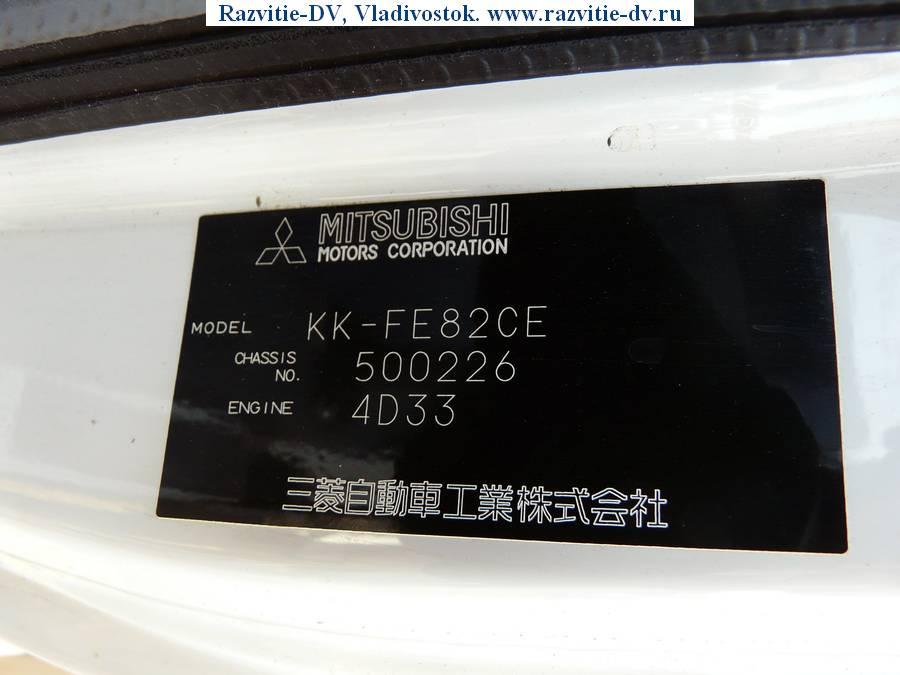 Razvitie-DV, Vladivostok. www.razvitie-dv.ru
MITSUBISHI
MOTORS CORPORATION
MODEL KK-FE82CE
CHASSIS NO. 500226
ENGINE 4D33
三菱自動車工業株式会社